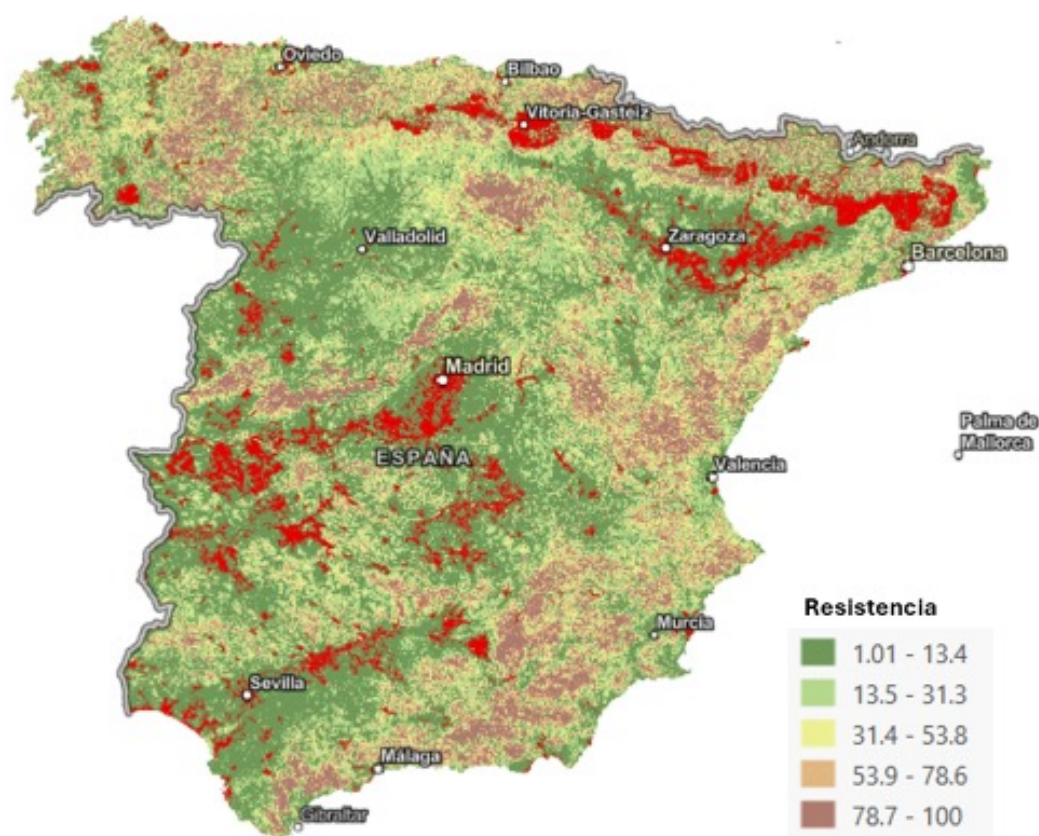 Oviedo
Bilbao
Vitoria-Gasteiz
Andorra
Valladolid
Zaragoza
Barcelona
Madrid
Palma de
Mallorca
ESPAÑA
Valencia
Resistencia
Murcia
1.01 - 13.4
Sevilla
13.5 - 31.3
31.4 - 53.8
Málaga
53.9 - 78.6
Gibraltar
78.7 - 100